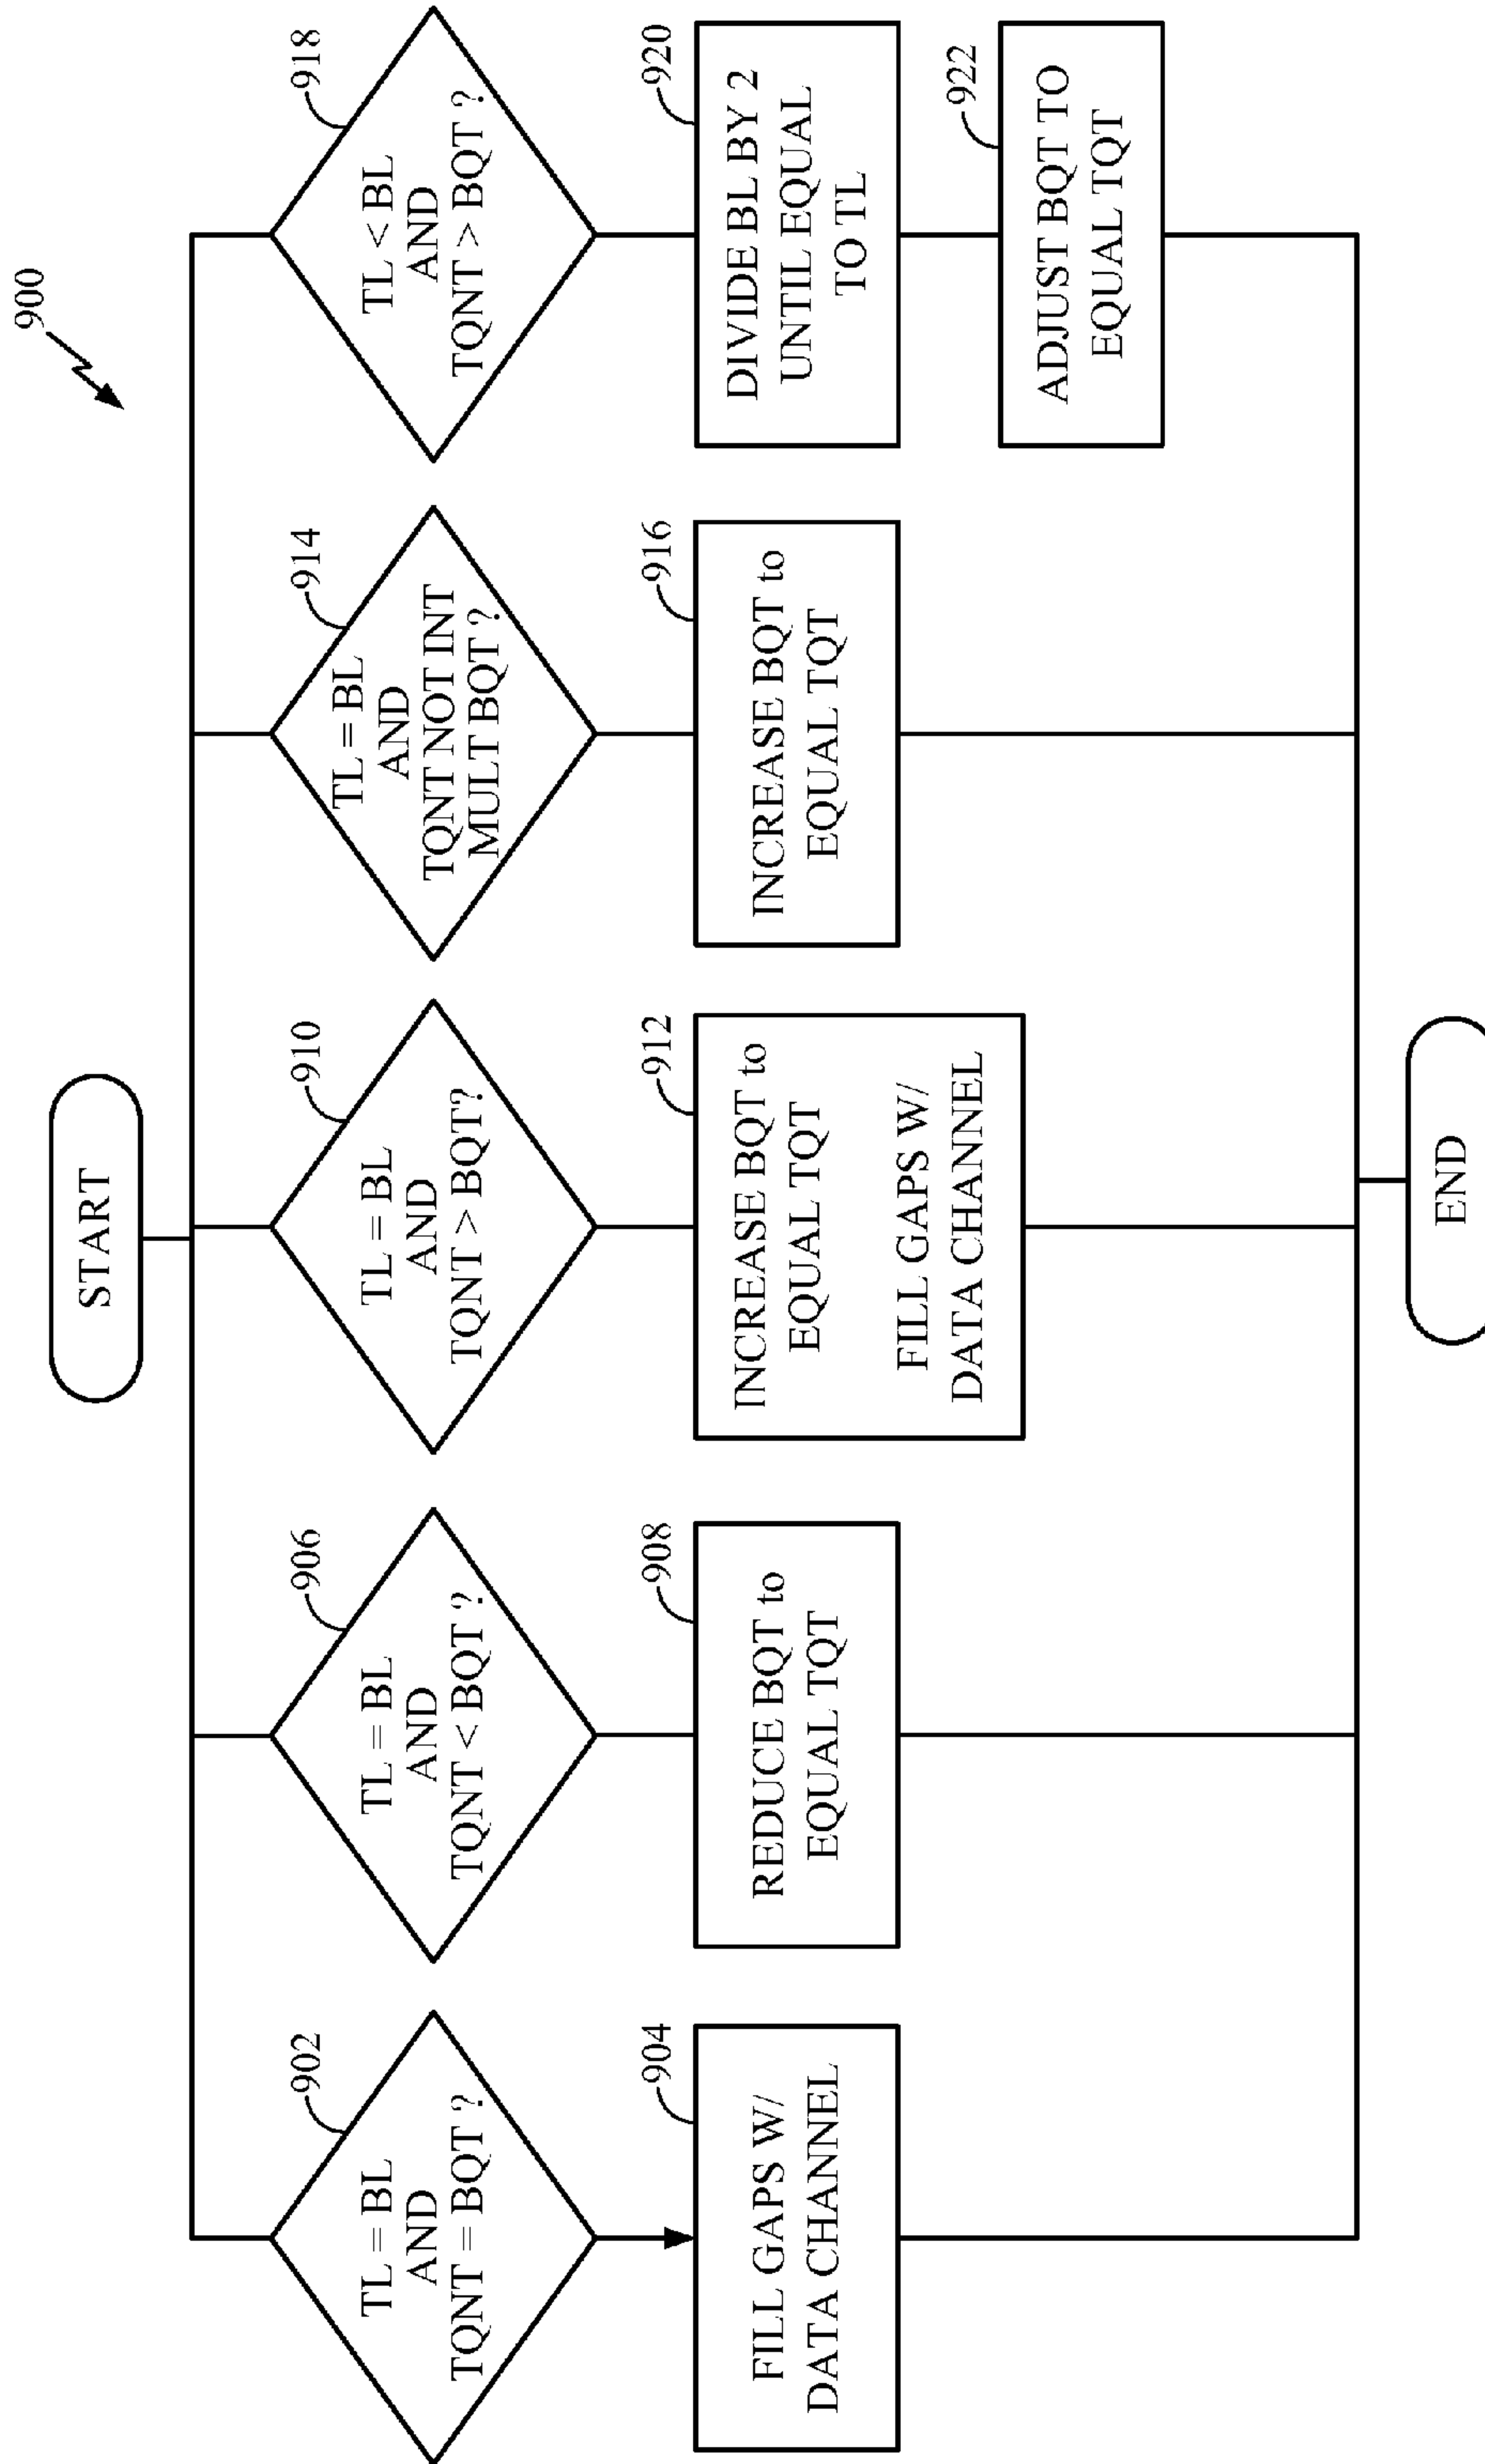 900
START
902
TL = BL
AND
TQNT = BQT ?
904
FILL GAPS W/
DATA CHANNEL
906
TL = BL
AND
TQNT < BQT ?
908
REDUCE BQT to
EQUAL TQT
910
TL = BL
AND
TQNT > BQT?
912
INCREASE BQT to
EQUAL TQT
FILL GAPS W/
DATA CHANNEL
914
TL = BL
AND
TQNT NOT INT
MULT BQT ?
916
INCREASE BQT to
EQUAL TQT
918
TL < BL
AND
TQNT > BQT ?
920
DIVIDE BL BY 2
UNTIL EQUAL
TO TL
922
ADJUST BQT TO
EQUAL TQT
END